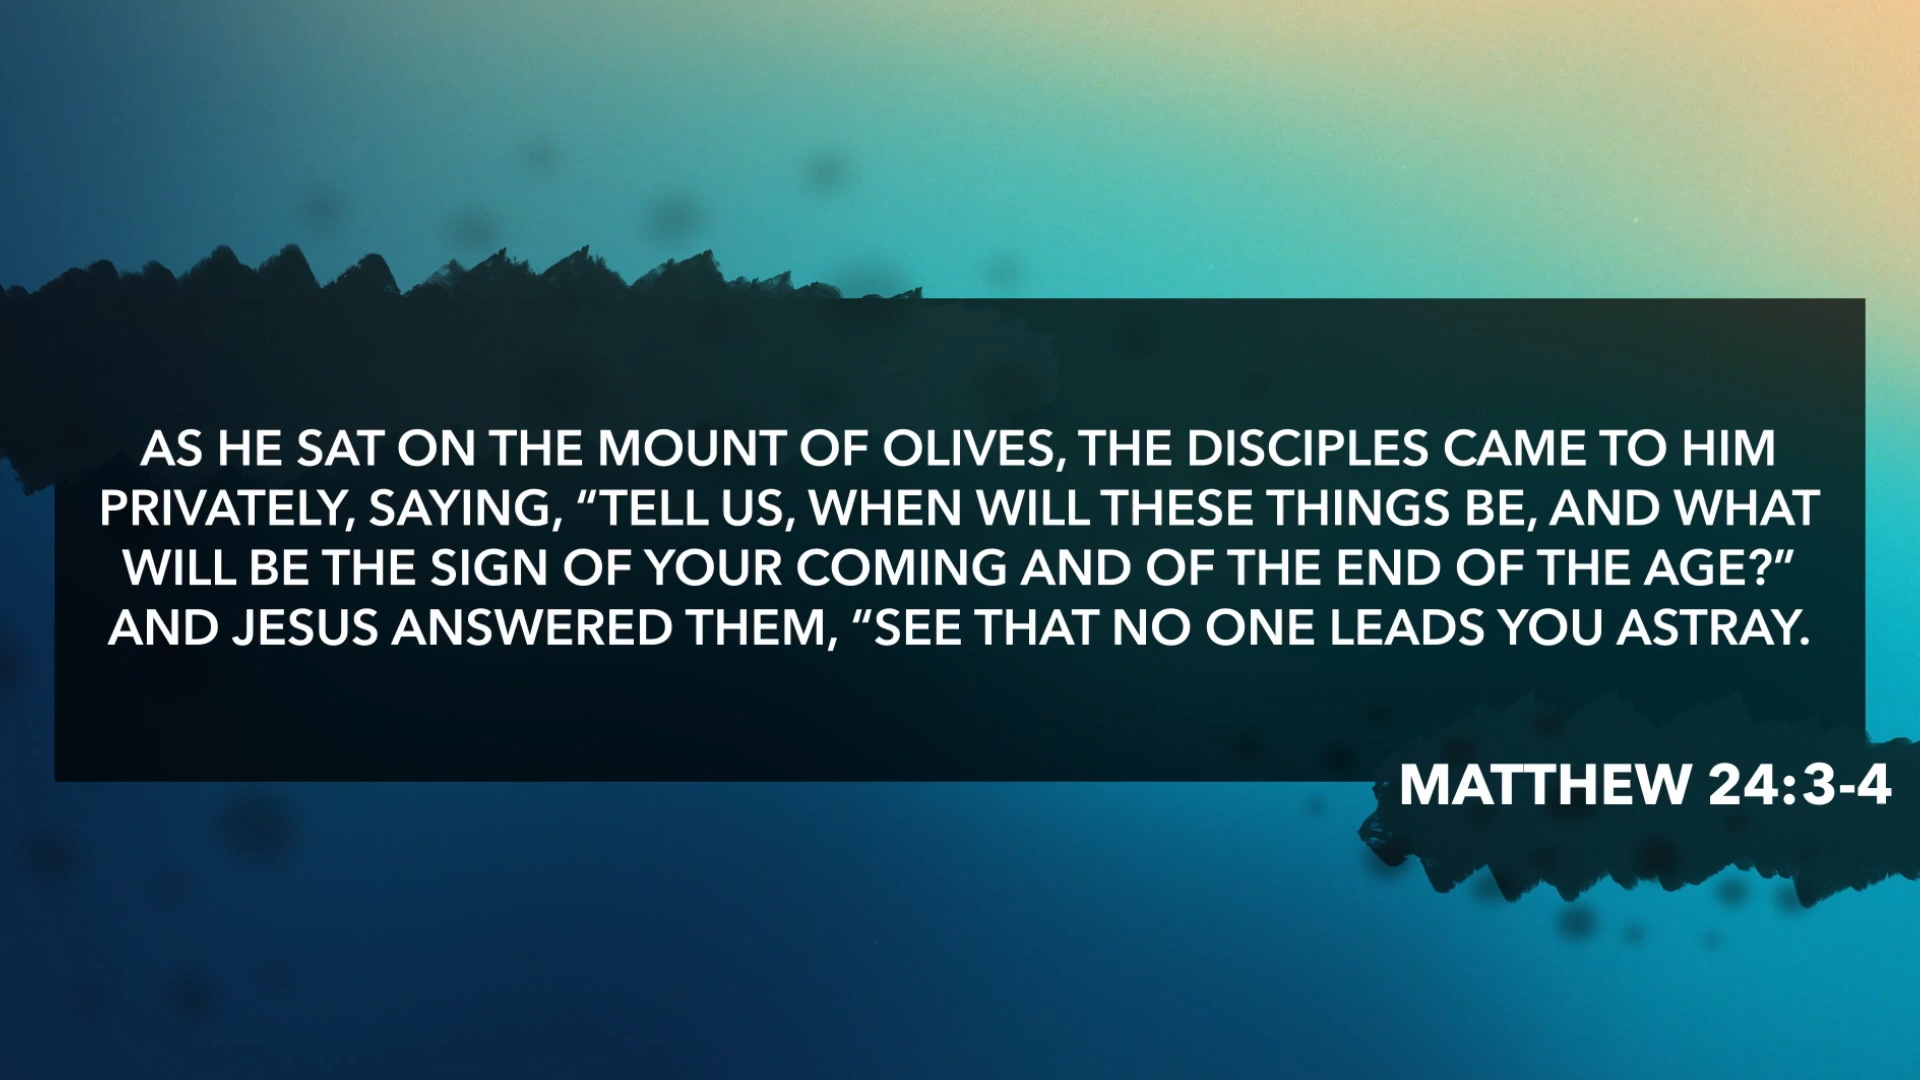 AS HE SAT ON THE MOUNT OF OLIVES, THE DISCIPLES CAME TO HIM
PRIVATELY, SAYING, “TELL US, WHEN WILL THESE THINGS BE, AND WHAT
WILL BE THE SIGN OF YOUR COMING AND OF THE END OF THE AGE?”
AND JESUS ANSWERED THEM, “SEE THAT NO ONE LEADS YOU ASTRAY.
MATTHEW 24:3-4